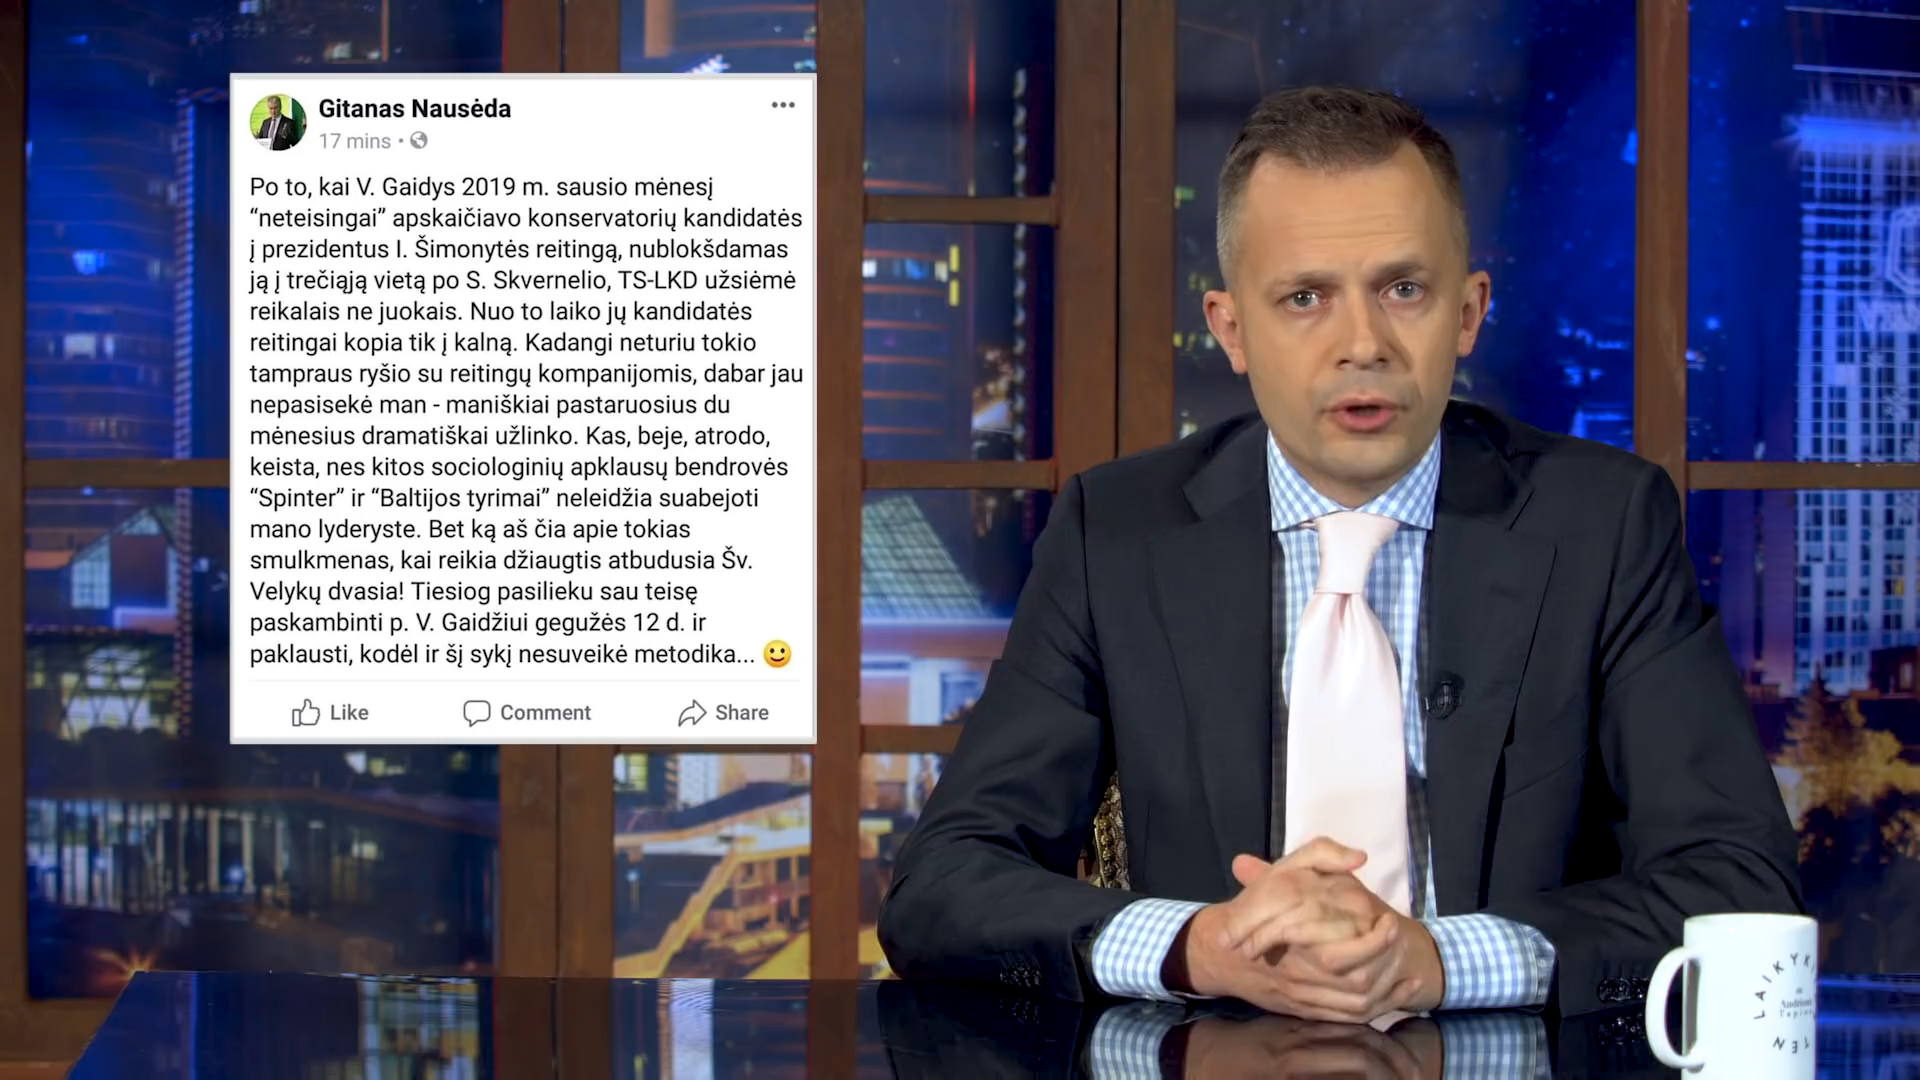 Gitanas Nausėda
17 mins •
Po to, kai V. Gaidys 2019 m. sausio mėnesį
“neteisingai” apskaičiavo konservatorių kandidatės
į prezidentus I. Šimonytės reitingą, nublokšdamas
ją į trečiąją vietą po S. Skvernelio, TS-LKD užsiėmė
reikalais ne juokais. Nuo to laiko jų kandidatės
reitingai kopia tik į kalną. Kadangi neturiu tokio
tampraus ryšio su reitingų kompanijomis, dabar jau
nepasisekė man - maniškiai pastaruosius du
mėnesius dramatiškai užlinko. Kas, beje, atrodo,
keista, nes kitos sociologinių apklausų bendrovės
“Spinter” ir “Baltijos tyrimai” neleidžia suabejoti
mano lyderyste. Bet ką aš čia apie tokias
smulkmenas, kai reikia džiaugtis atbudusia Šv.
Velykų dvasia! Tiesiog pasilieku sau teisę
paskambinti p. V. Gaidžiui gegužės 12 d. ir
paklausti, kodėl ir šį sykį nesuveikė metodika... 🙂
Like Comment Share
LAIKYK
su